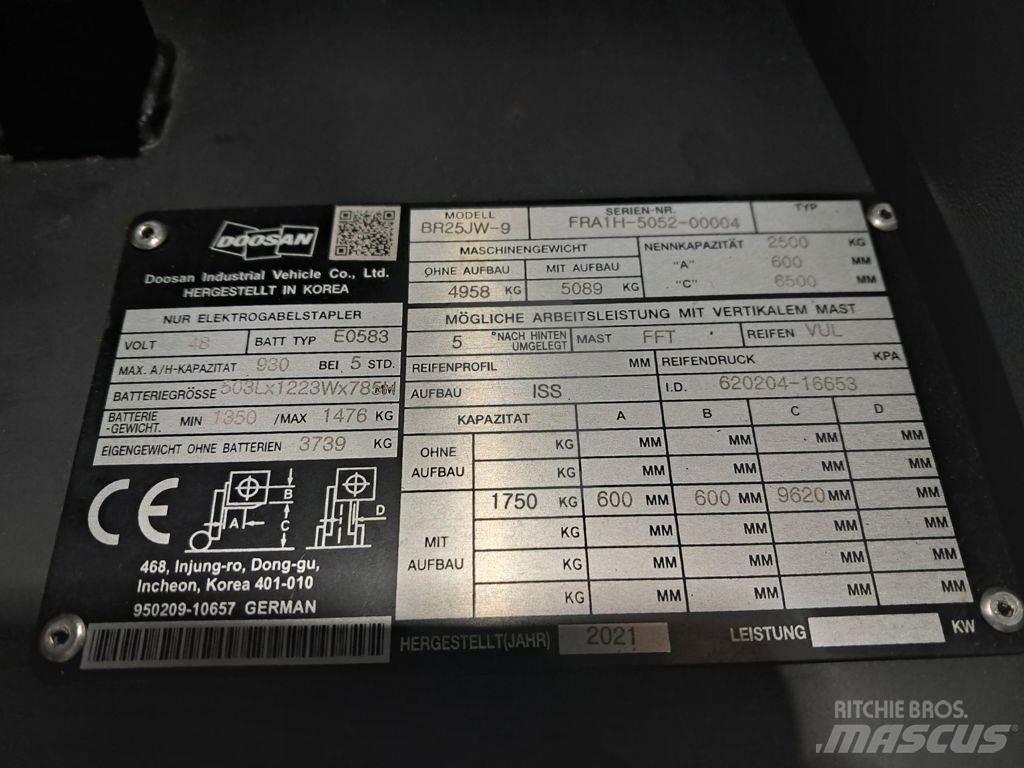 DOOSAN
Doosan Industrial Vehicle Co., Ltd.
HERGESTELLT IN KOREA
NUR ELEKTROGABELSTAPLER
VOLT 48 BATT TYP E0583
MAX. A/H-KAPAZITAT 930 BEI 5 STD.
BATTERIEGRÖSSE 503Lx1223Wx785 MM
BATTERIE -GEWICHT. MIN 1350 /MAX 1476 KG
EIGENGEWICHT OHNE BATTERIEN 3739 KG
CE
A B C D
468, Injung-ro, Dong-gu,
Incheon, Korea 401-010
950209-10657 GERMAN
MODELL SERIEN-NR. TYP
BR25JW-9 FRA1H-5052-00004
MASCHINENGEWICHT NENNKAPAZITÄT 2500 KG
OHNE AUFBAU MIT AUFBAU "A" 600 MM
4958 KG 5089 KG "C" 6500 MM
MÖGLICHE ARBEITSLEISTUNG MIT VERTIKALEM MAST
5 °NACH HINTEN UMGELEGT MAST FFT REIFEN VUL
REIFENPROFIL MM REIFENDRUCK KPA
AUFBAU ISS I.D. 620204-16653
KAPAZITAT A B C D
OHNE AUFBAU KG MM MM MM MM
KG MM MM MM MM
MIT AUFBAU 1750 KG 600 MM 600 MM 9620 MM MM
KG MM MM MM MM
KG MM MM MM MM
KG MM MM MM MM
HERGESTELLT(JAHR) 2021 LEISTUNG KW
RITCHIE BROS.
MASCUS